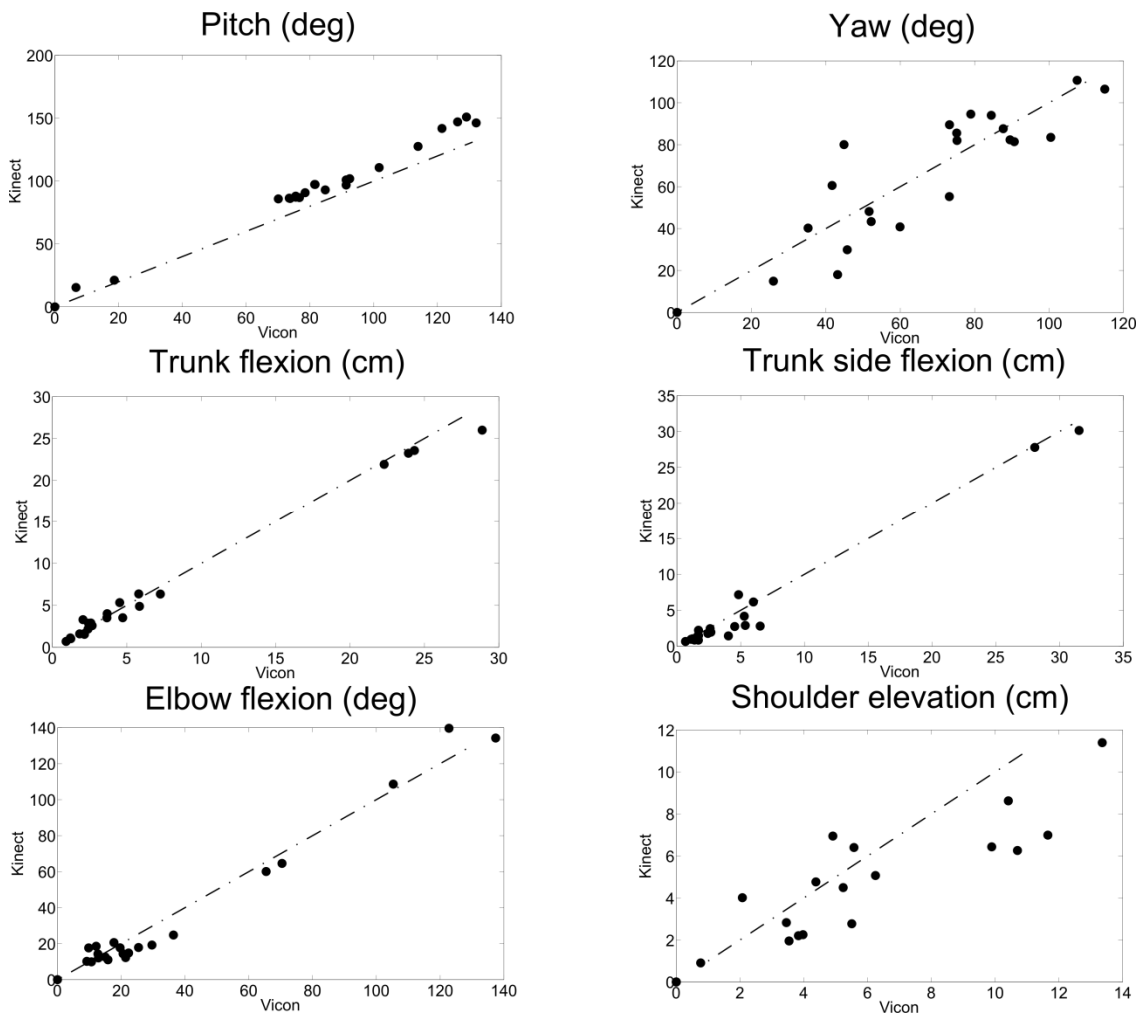 Pitch (deg)
200
150
100
50
0
Kinect
0 20 40 60 80 100 120 140
Vicon
Yaw (deg)
120
100
80
60
40
20
0
Kinect
0 20 40 60 80 100 120
Vicon
Trunk flexion (cm)
30
25
20
15
10
5
0
Kinect
0 5 10 15 20 25 30
Vicon
Trunk side flexion (cm)
35
30
25
20
15
10
5
0
Kinect
0 5 10 15 20 25 30 35
Vicon
Elbow flexion (deg)
140
120
100
80
60
40
20
0
Kinect
0 20 40 60 80 100 120 140
Vicon
Shoulder elevation (cm)
12
10
8
6
4
2
0
Kinect
0 2 4 6 8 10 12 14
Vicon